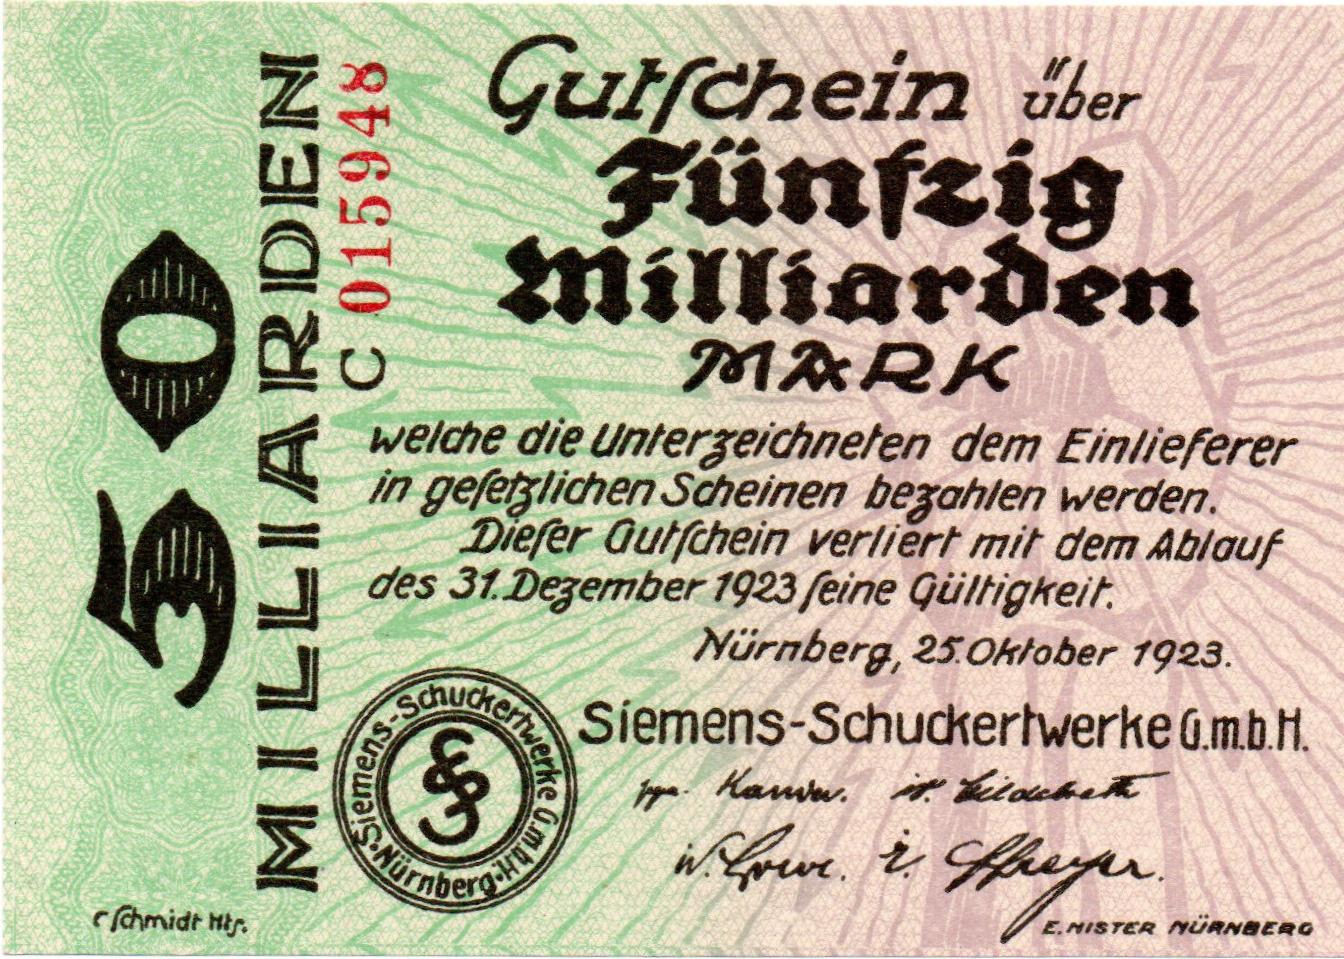 Gutschein über
Fünfzig
Milliarden
MARK
welche die Unterzeichneten dem Einlieferer
in gesetzlichen Scheinen bezahlen werden.
Dieser Gutschein verliert mit dem Ablauf
des 31. Dezember 1923 seine Gültigkeit.
Nürnberg, 25. Oktober 1923.
Siemens-Schuckertwerke G.m.b.H.
ppa.
50
MILLIARDEN
C 015948
Siemens-Schuckertwerke G.m.b.H.
Nürnberg
SSW
C Schmidt
E. NISTER NÜRNBERG